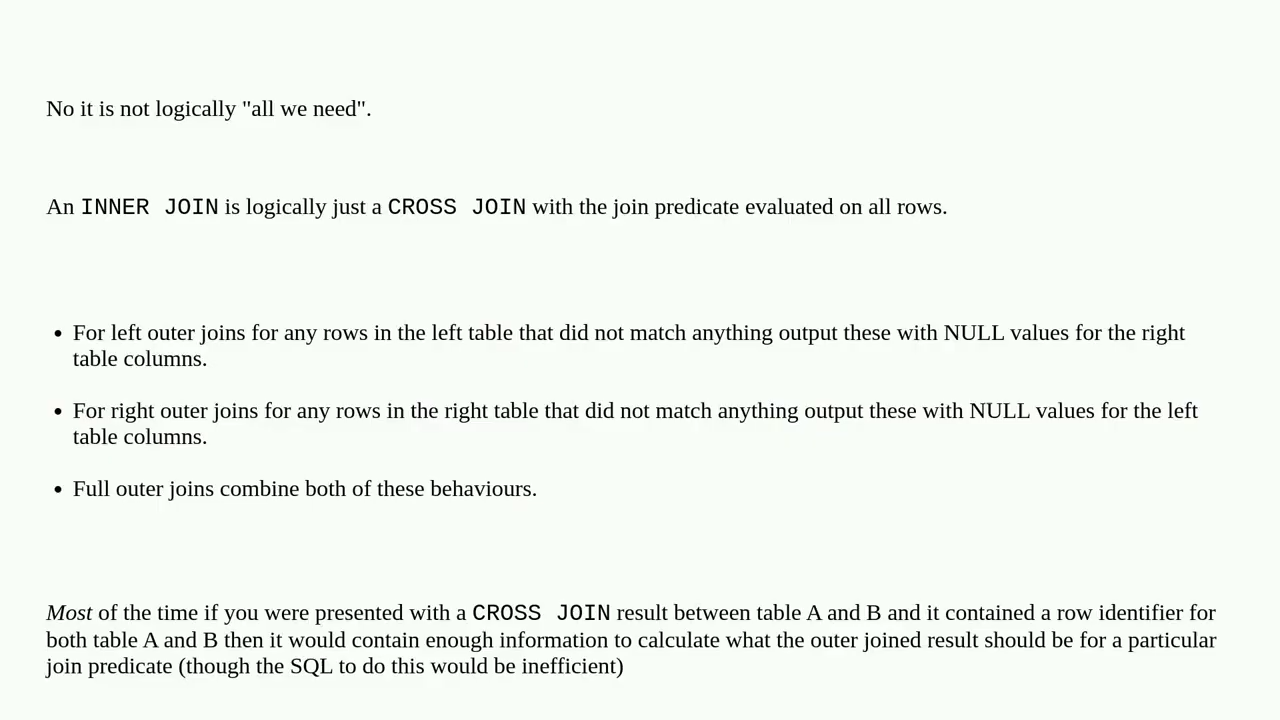 No it is not logically "all we need".
An INNER JOIN is logically just a CROSS JOIN with the join predicate evaluated on all rows.
• For left outer joins for any rows in the left table that did not match anything output these with NULL values for the right
table columns.
• For right outer joins for any rows in the right table that did not match anything output these with NULL values for the left
table columns.
• Full outer joins combine both of these behaviours.
Most of the time if you were presented with a CROSS JOIN result between table A and B and it contained a row identifier for
both table A and B then it would contain enough information to calculate what the outer joined result should be for a particular
join predicate (though the SQL to do this would be inefficient)